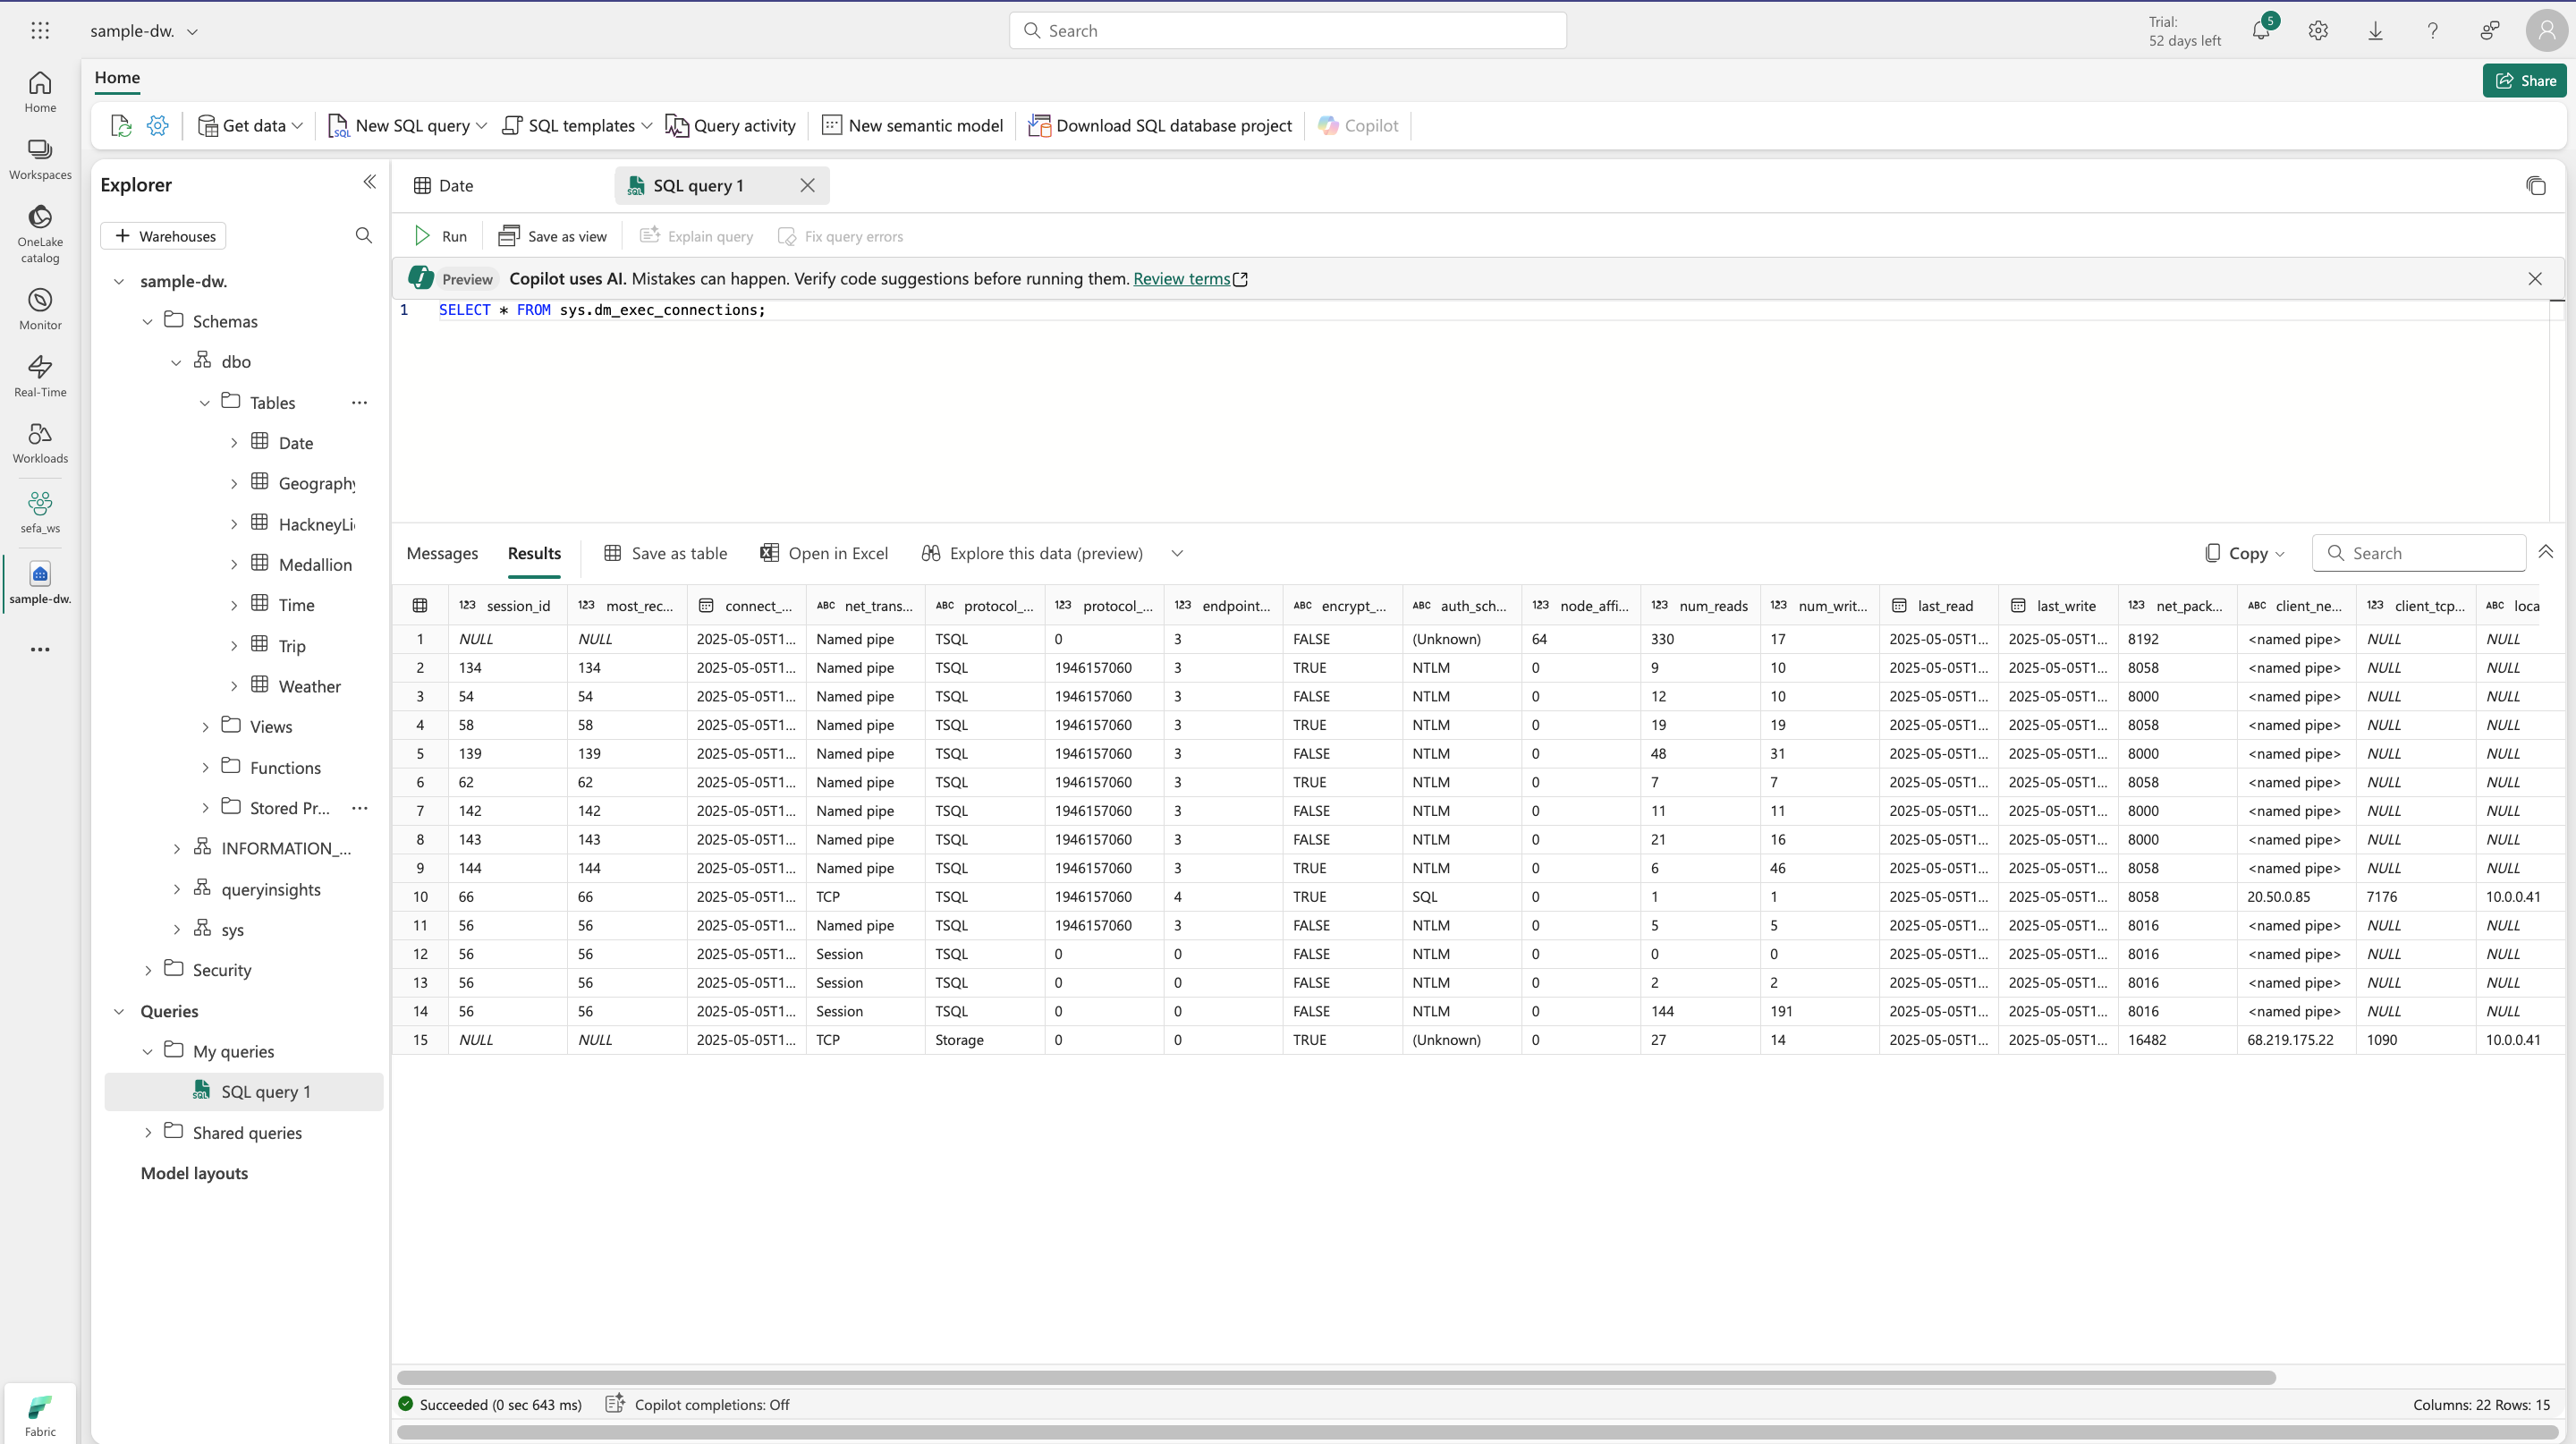 sample-dw.
Search
Trial:
52 days left
5
Home
Share
Get data
New SQL query
SQL templates
Query activity
New semantic model
Download SQL database project
Copilot
Home
Workspaces
OneLake
catalog
Monitor
Real-Time
Workloads
sefa_ws
sample-dw.
Fabric
Explorer
Warehouses
sample-dw.
Schemas
dbo
Tables
Date
Geography
HackneyLi
Medallion
Time
Trip
Weather
Views
Functions
Stored Pr...
INFORMATION_...
queryinsights
sys
Security
Queries
My queries
SQL query 1
Shared queries
Model layouts
Date
SQL query 1
Run
Save as view
Explain query
Fix query errors
Preview Copilot uses AI. Mistakes can happen. Verify code suggestions before running them. Review terms
1 SELECT * FROM sys.dm_exec_connections;
Messages Results Save as table Open in Excel Explore this data (preview) Copy Search
123 session_id 123 most_rec... connect_... ABC net_trans... ABC protocol_... 123 protocol_... 123 endpoint... ABC encrypt_... ABC auth_sch... 123 node_affi... 123 num_reads 123 num_writ... last_read last_write 123 net_pack... ABC client_ne... 123 client_tcp... ABC loca
1 NULL NULL 2025-05-05T1... Named pipe TSQL 0 3 FALSE (Unknown) 64 330 17 2025-05-05T1... 2025-05-05T1... 8192 <named pipe> NULL NULL
2 134 134 2025-05-05T1... Named pipe TSQL 1946157060 3 TRUE NTLM 0 9 10 2025-05-05T1... 2025-05-05T1... 8058 <named pipe> NULL NULL
3 54 54 2025-05-05T1... Named pipe TSQL 1946157060 3 FALSE NTLM 0 12 10 2025-05-05T1... 2025-05-05T1... 8000 <named pipe> NULL NULL
4 58 58 2025-05-05T1... Named pipe TSQL 1946157060 3 TRUE NTLM 0 19 19 2025-05-05T1... 2025-05-05T1... 8058 <named pipe> NULL NULL
5 139 139 2025-05-05T1... Named pipe TSQL 1946157060 3 FALSE NTLM 0 48 31 2025-05-05T1... 2025-05-05T1... 8000 <named pipe> NULL NULL
6 62 62 2025-05-05T1... Named pipe TSQL 1946157060 3 TRUE NTLM 0 7 7 2025-05-05T1... 2025-05-05T1... 8058 <named pipe> NULL NULL
7 142 142 2025-05-05T1... Named pipe TSQL 1946157060 3 FALSE NTLM 0 11 11 2025-05-05T1... 2025-05-05T1... 8000 <named pipe> NULL NULL
8 143 143 2025-05-05T1... Named pipe TSQL 1946157060 3 FALSE NTLM 0 21 16 2025-05-05T1... 2025-05-05T1... 8000 <named pipe> NULL NULL
9 144 144 2025-05-05T1... Named pipe TSQL 1946157060 3 TRUE NTLM 0 6 46 2025-05-05T1... 2025-05-05T1... 8058 <named pipe> NULL NULL
10 66 66 2025-05-05T1... TCP TSQL 1946157060 4 TRUE SQL 0 1 1 2025-05-05T1... 2025-05-05T1... 8058 20.50.0.85 7176 10.0.0.41
11 56 56 2025-05-05T1... Named pipe TSQL 1946157060 3 FALSE NTLM 0 5 5 2025-05-05T1... 2025-05-05T1... 8016 <named pipe> NULL NULL
12 56 56 2025-05-05T1... Session TSQL 0 0 FALSE NTLM 0 0 0 2025-05-05T1... 2025-05-05T1... 8016 <named pipe> NULL NULL
13 56 56 2025-05-05T1... Session TSQL 0 0 FALSE NTLM 0 2 2 2025-05-05T1... 2025-05-05T1... 8016 <named pipe> NULL NULL
14 56 56 2025-05-05T1... Session TSQL 0 0 FALSE NTLM 0 144 191 2025-05-05T1... 2025-05-05T1... 8016 <named pipe> NULL NULL
15 NULL NULL 2025-05-05T1... TCP Storage 0 0 TRUE (Unknown) 0 27 14 2025-05-05T1... 2025-05-05T1... 16482 68.219.175.22 1090 10.0.0.41
Succeeded (0 sec 643 ms) Copilot completions: Off Columns: 22 Rows: 15